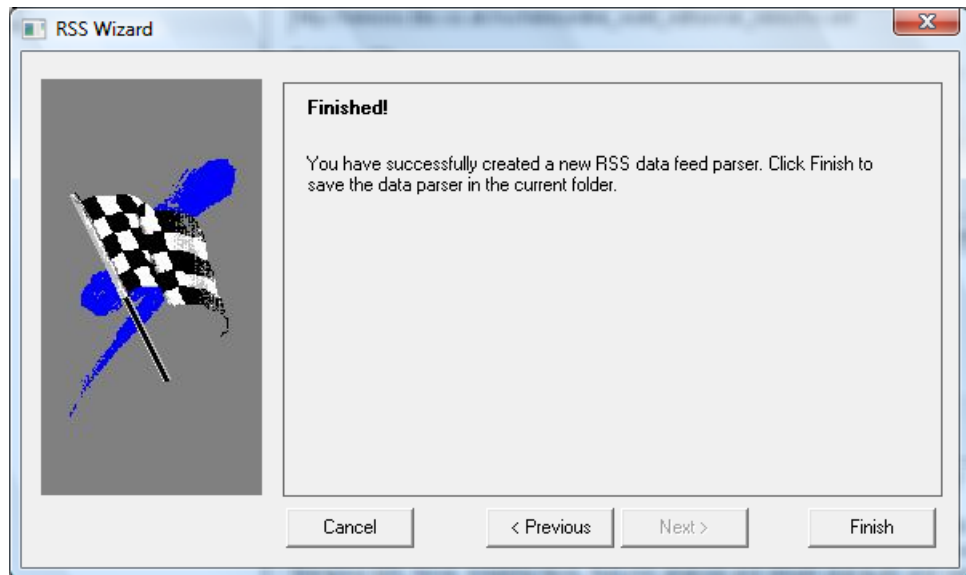 RSS Wizard
Finished!
You have successfully created a new RSS data feed parser. Click Finish to
save the data parser in the current folder.
Cancel
< Previous
Next >
Finish